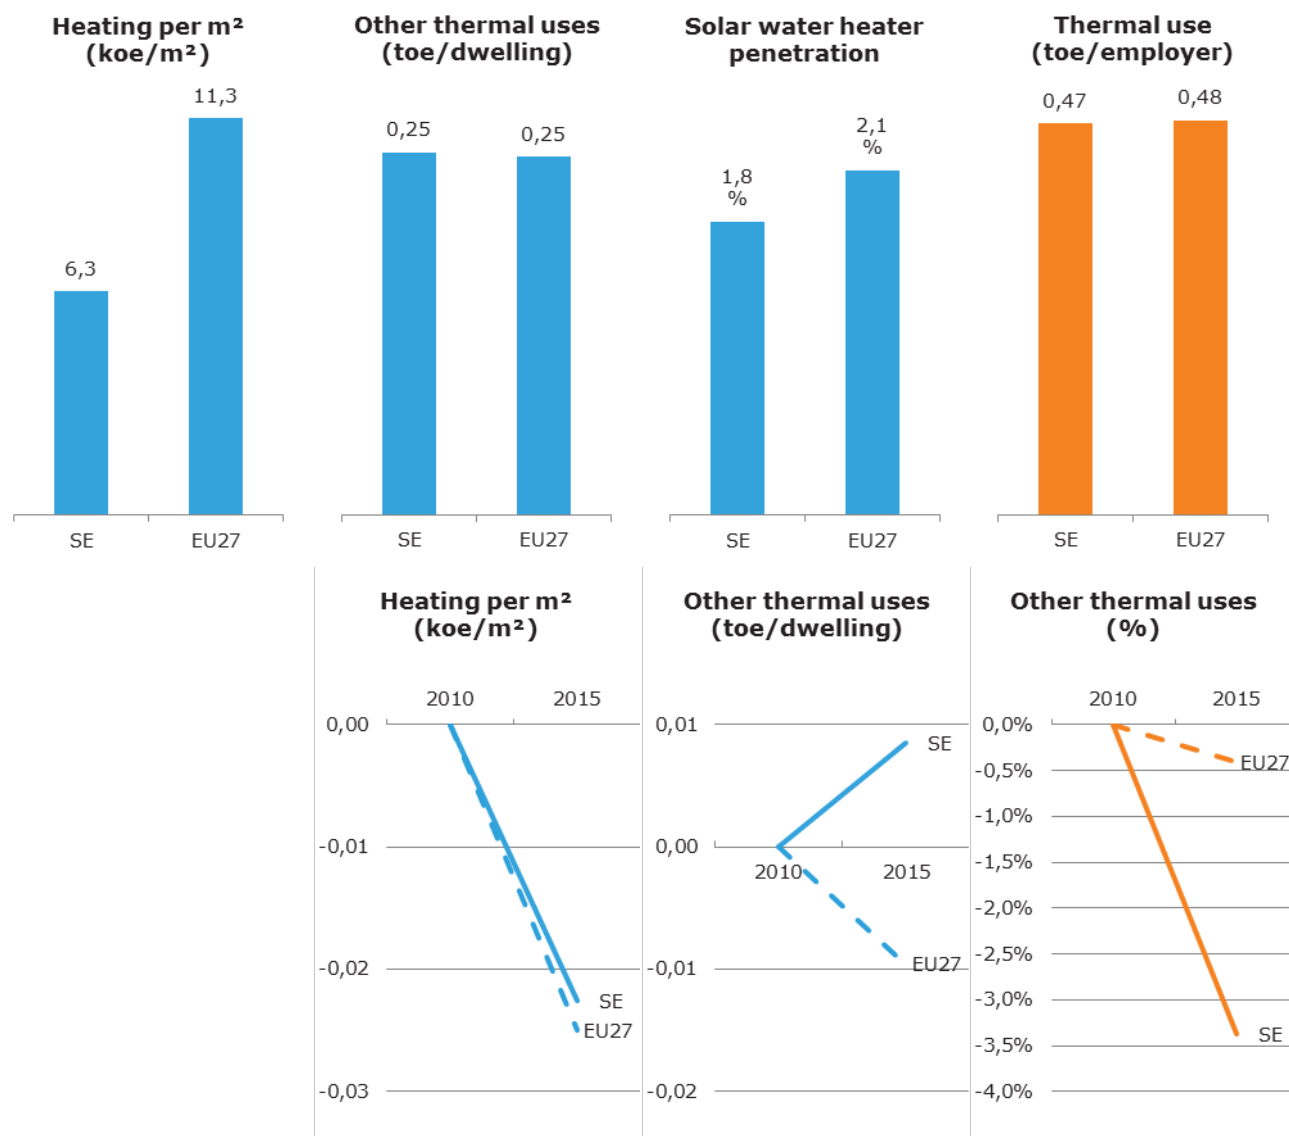 Heating per m²
(koe/m²)
11,3
6,3
SE
EU27
Other thermal uses
(toe/dwelling)
0,25
0,25
SE
EU27
Solar water heater
penetration
2,1
%
1,8
%
SE
EU27
Thermal use
(toe/employer)
0,47
0,48
SE
EU27
Heating per m²
(koe/m²)
2010
2015
0,00
-0,01
-0,02
-0,03
SE
EU27
Other thermal uses
(toe/dwelling)
0,01
0,00
-0,01
-0,02
2010
2015
SE
EU27
Other thermal uses
(%)
2010
2015
0,0%
-0,5%
-1,0%
-1,5%
-2,0%
-2,5%
-3,0%
-3,5%
-4,0%
EU27
SE